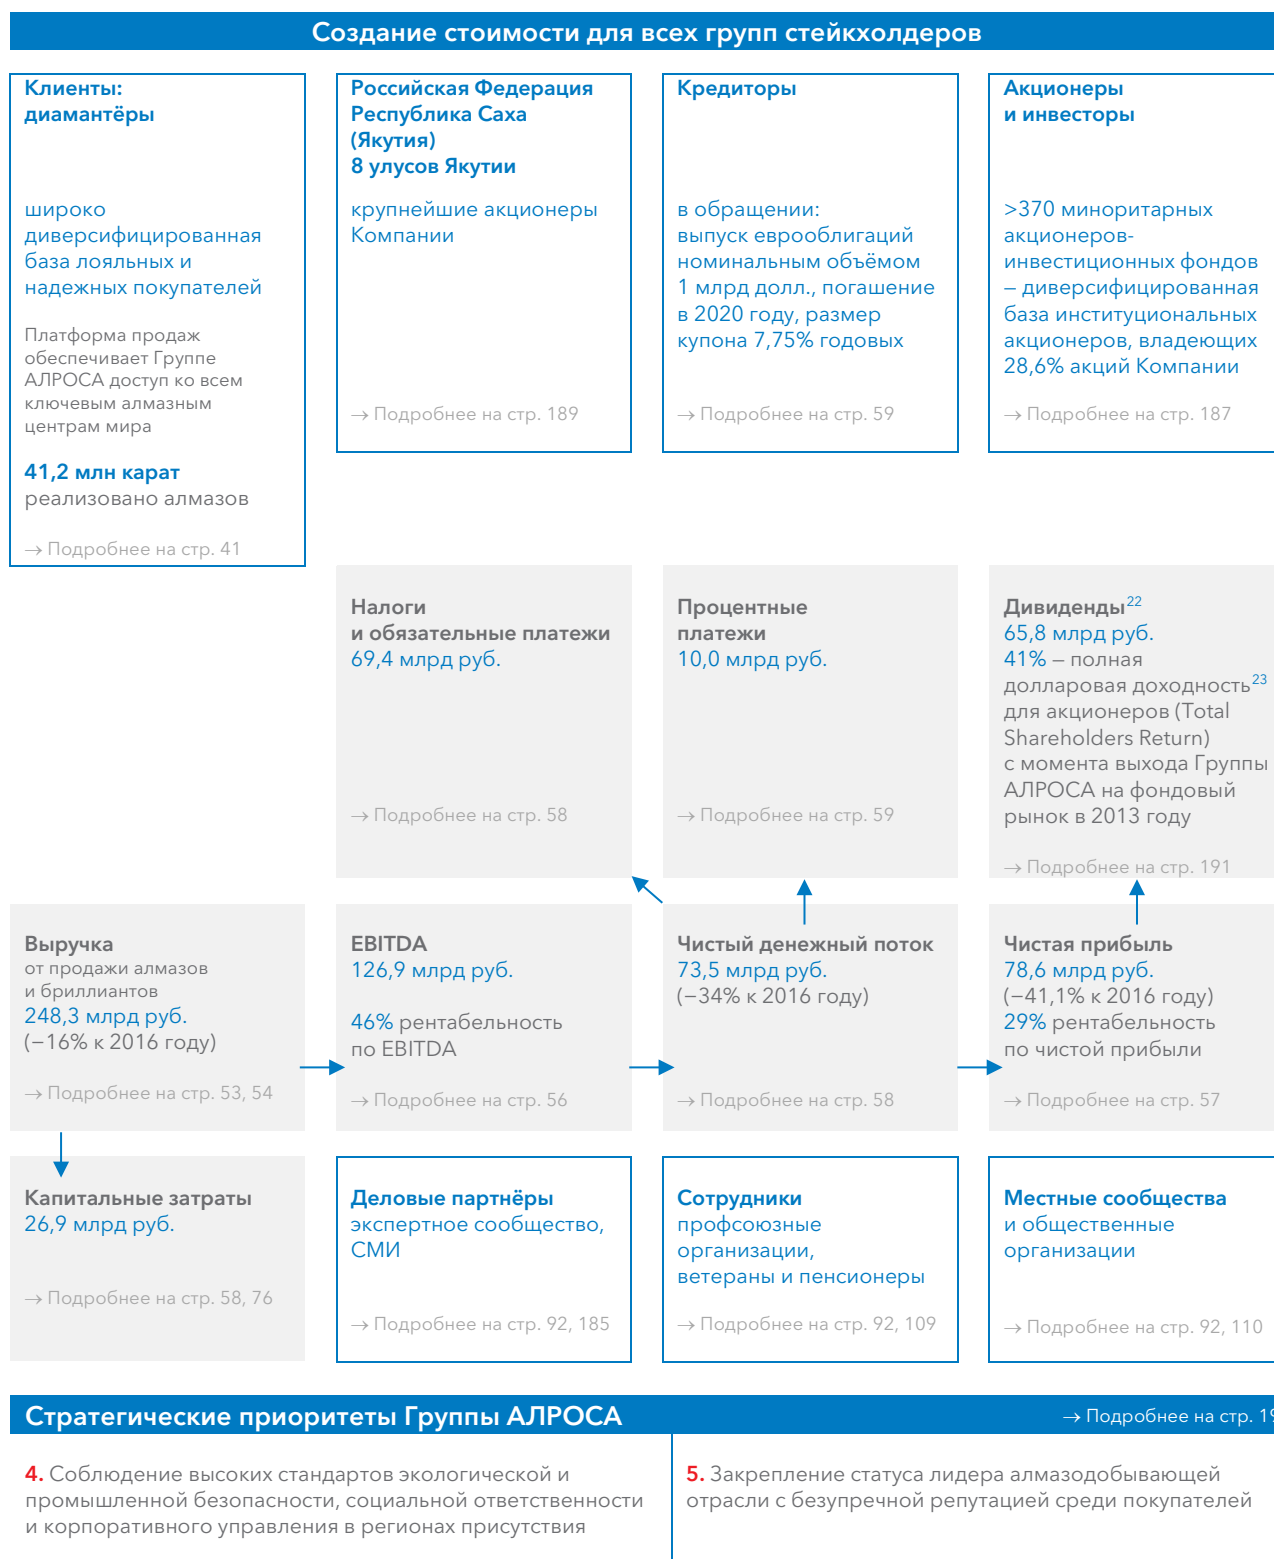 Создание стоимости для всех групп стейкхолдеров
Клиенты:
диамантёры
широко
диверсифицированная
база лояльных и
надежных покупателей
Платформа продаж
обеспечивает Группе
АЛРОСА доступ ко всем
ключевым алмазным
центрам мира
41,2 млн карат
реализовано алмазов
→ Подробнее на стр. 41
Российская Федерация
Республика Саха
(Якутия)
8 улусов Якутии
крупнейшие акционеры
Компании
→ Подробнее на стр. 189
Кредиторы
в обращении:
выпуск еврооблигаций
номинальным объёмом
1 млрд долл., погашение
в 2020 году, размер
купона 7,75% годовых
→ Подробнее на стр. 59
Акционеры
и инвесторы
>370 миноритарных
акционеров-
инвестиционных фондов
— диверсифицированная
база институциональных
акционеров, владеющих
28,6% акций Компании
→ Подробнее на стр. 187
Налоги
и обязательные платежи
69,4 млрд руб.
→ Подробнее на стр. 58
Процентные
платежи
10,0 млрд руб.
→ Подробнее на стр. 59
Дивиденды22
65,8 млрд руб.
41% — полная
долларовая доходность23
для акционеров (Total
Shareholders Return)
с момента выхода Группы
АЛРОСА на фондовый
рынок в 2013 году
→ Подробнее на стр. 191
Выручка
от продажи алмазов
и бриллиантов
248,3 млрд руб.
(−16% к 2016 году)
→ Подробнее на стр. 53, 54
EBITDA
126,9 млрд руб.
46% рентабельность
по EBITDA
→ Подробнее на стр. 56
Чистый денежный поток
73,5 млрд руб.
(−34% к 2016 году)
→ Подробнее на стр. 58
Чистая прибыль
78,6 млрд руб.
(−41,1% к 2016 году)
29% рентабельность
по чистой прибыли
→ Подробнее на стр. 57
Капитальные затраты
26,9 млрд руб.
→ Подробнее на стр. 58, 76
Деловые партнёры
экспертное сообщество,
СМИ
→ Подробнее на стр. 92, 185
Сотрудники
профсоюзные
организации,
ветераны и пенсионеры
→ Подробнее на стр. 92, 109
Местные сообщества
и общественные
организации
→ Подробнее на стр. 92, 110
Стратегические приоритеты Группы АЛРОСА
→ Подробнее на стр. 19
4. Соблюдение высоких стандартов экологической и
промышленной безопасности, социальной ответственности
и корпоративного управления в регионах присутствия
5. Закрепление статуса лидера алмазодобывающей
отрасли с безупречной репутацией среди покупателей